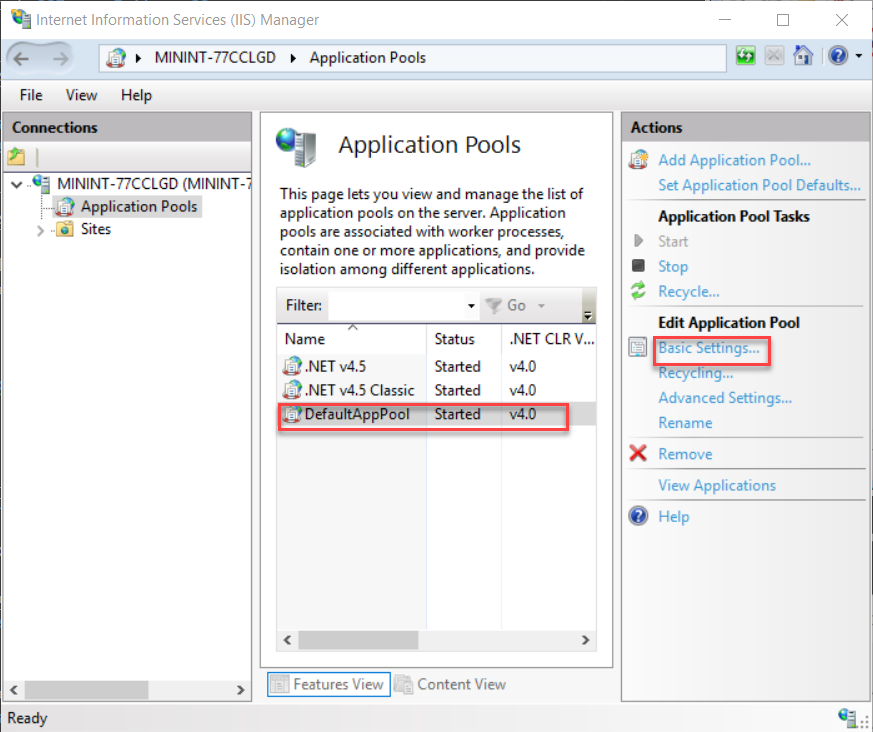 Internet Information Services (IIS) Manager
MININT-77CCLGD
Application Pools
File View Help
Connections
MININT-77CCLGD (MININT-7
Application Pools
Sites
Application Pools
This page lets you view and manage the list of
application pools on the server. Application
pools are associated with worker processes,
contain one or more applications, and provide
isolation among different applications.
Filter: Go
Name Status .NET CLR V...
.NET v4.5 Started v4.0
.NET v4.5 Classic Started v4.0
DefaultAppPool Started v4.0
Features View Content View
Actions
Add Application Pool...
Set Application Pool Defaults...
Application Pool Tasks
Start
Stop
Recycle...
Edit Application Pool
Basic Settings...
Recycling...
Advanced Settings...
Rename
Remove
View Applications
Help
Ready